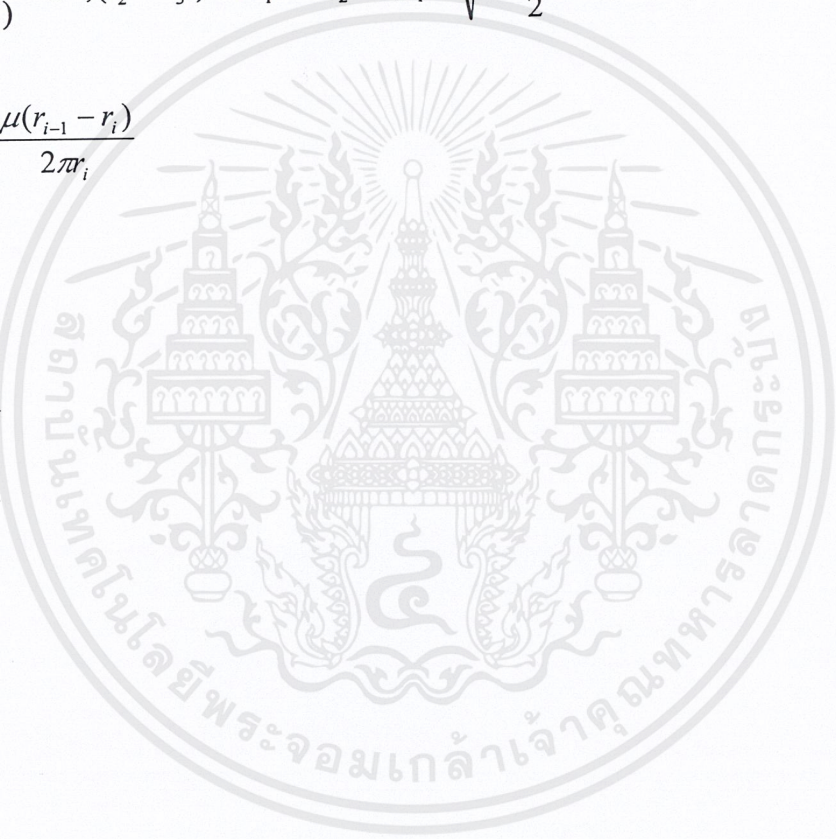 μ(r_{i-1} − r_i)
2πr_i
สถาบันเทคโนโลยีพระจอมเกล้าเจ้าคุณทหารลาดกระบัง
๔